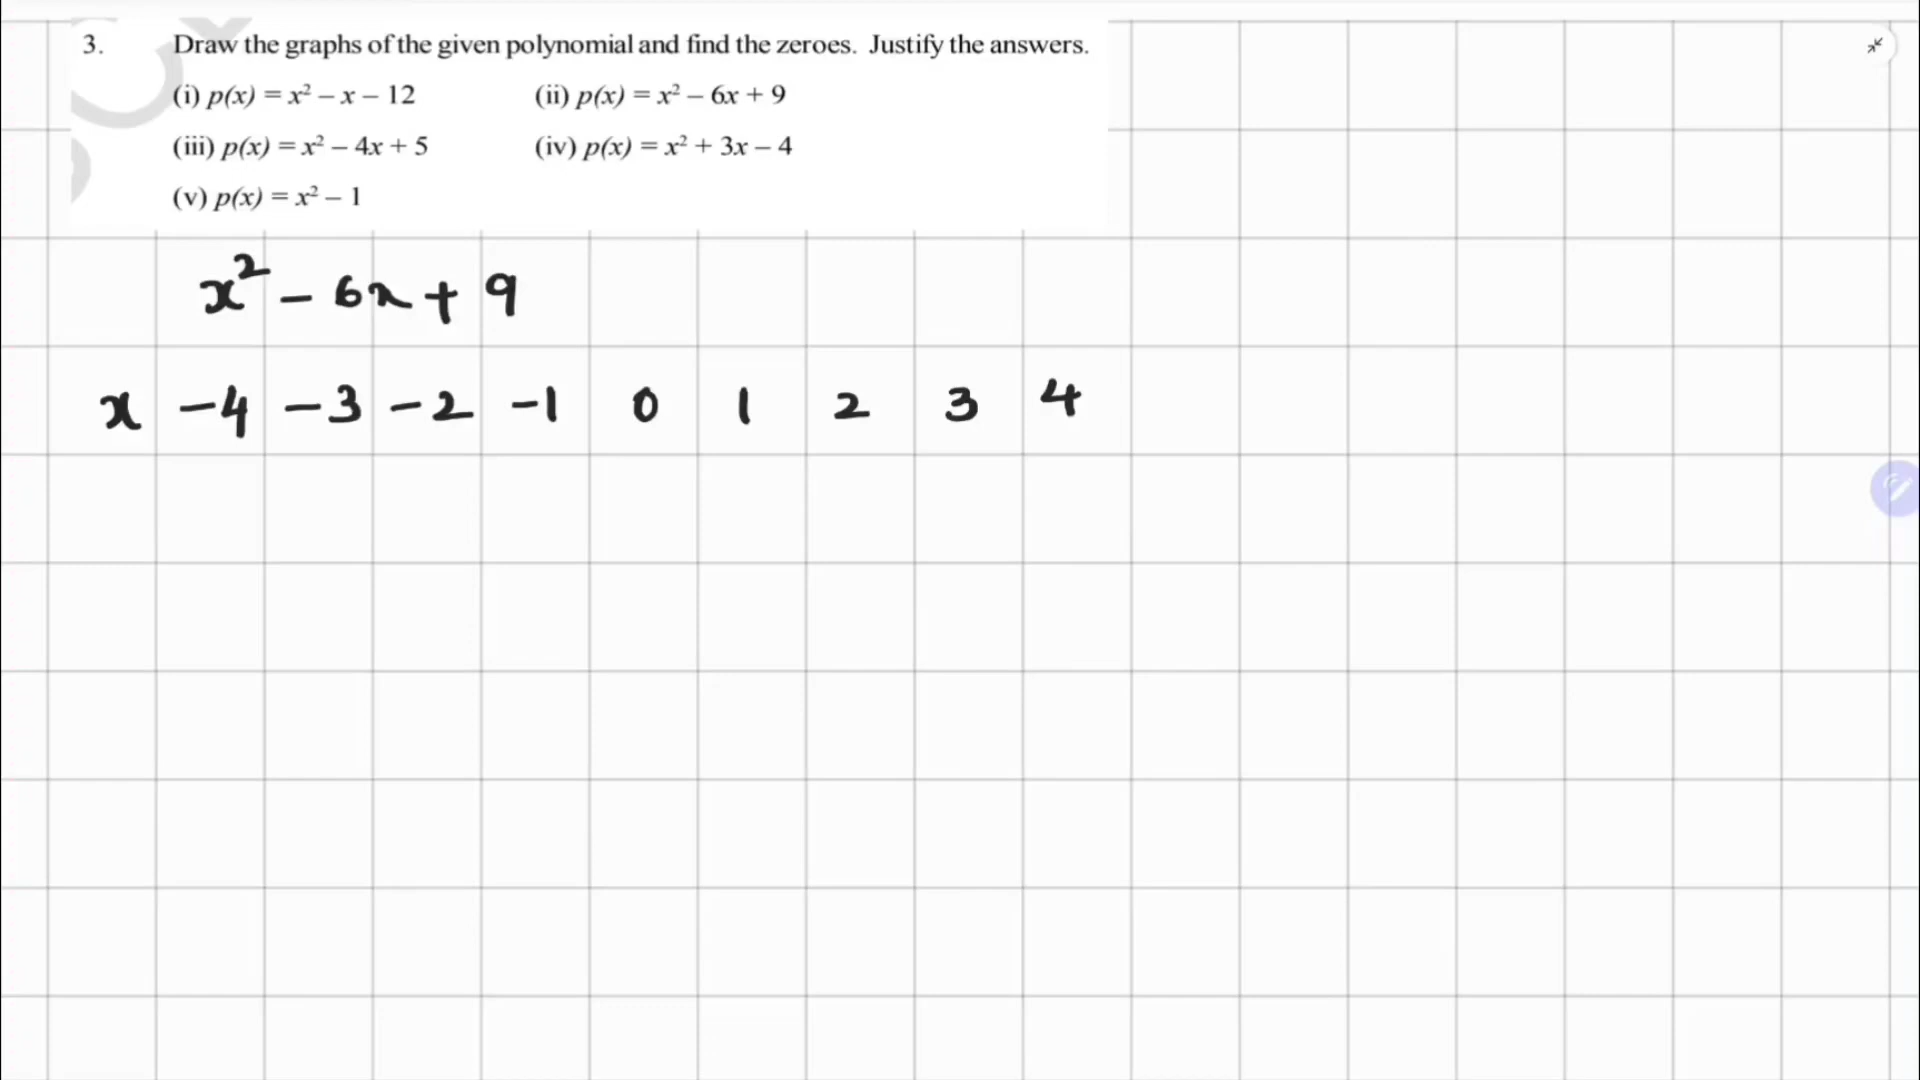 3. Draw the graphs of the given polynomial and find the zeroes. Justify the answers.
(i) p(x) = x² – x – 12 (ii) p(x) = x² – 6x + 9
(iii) p(x) = x² – 4x + 5 (iv) p(x) = x² + 3x – 4
(v) p(x) = x² – 1
x² - 6x + 9
x -4 -3 -2 -1 0 1 2 3 4